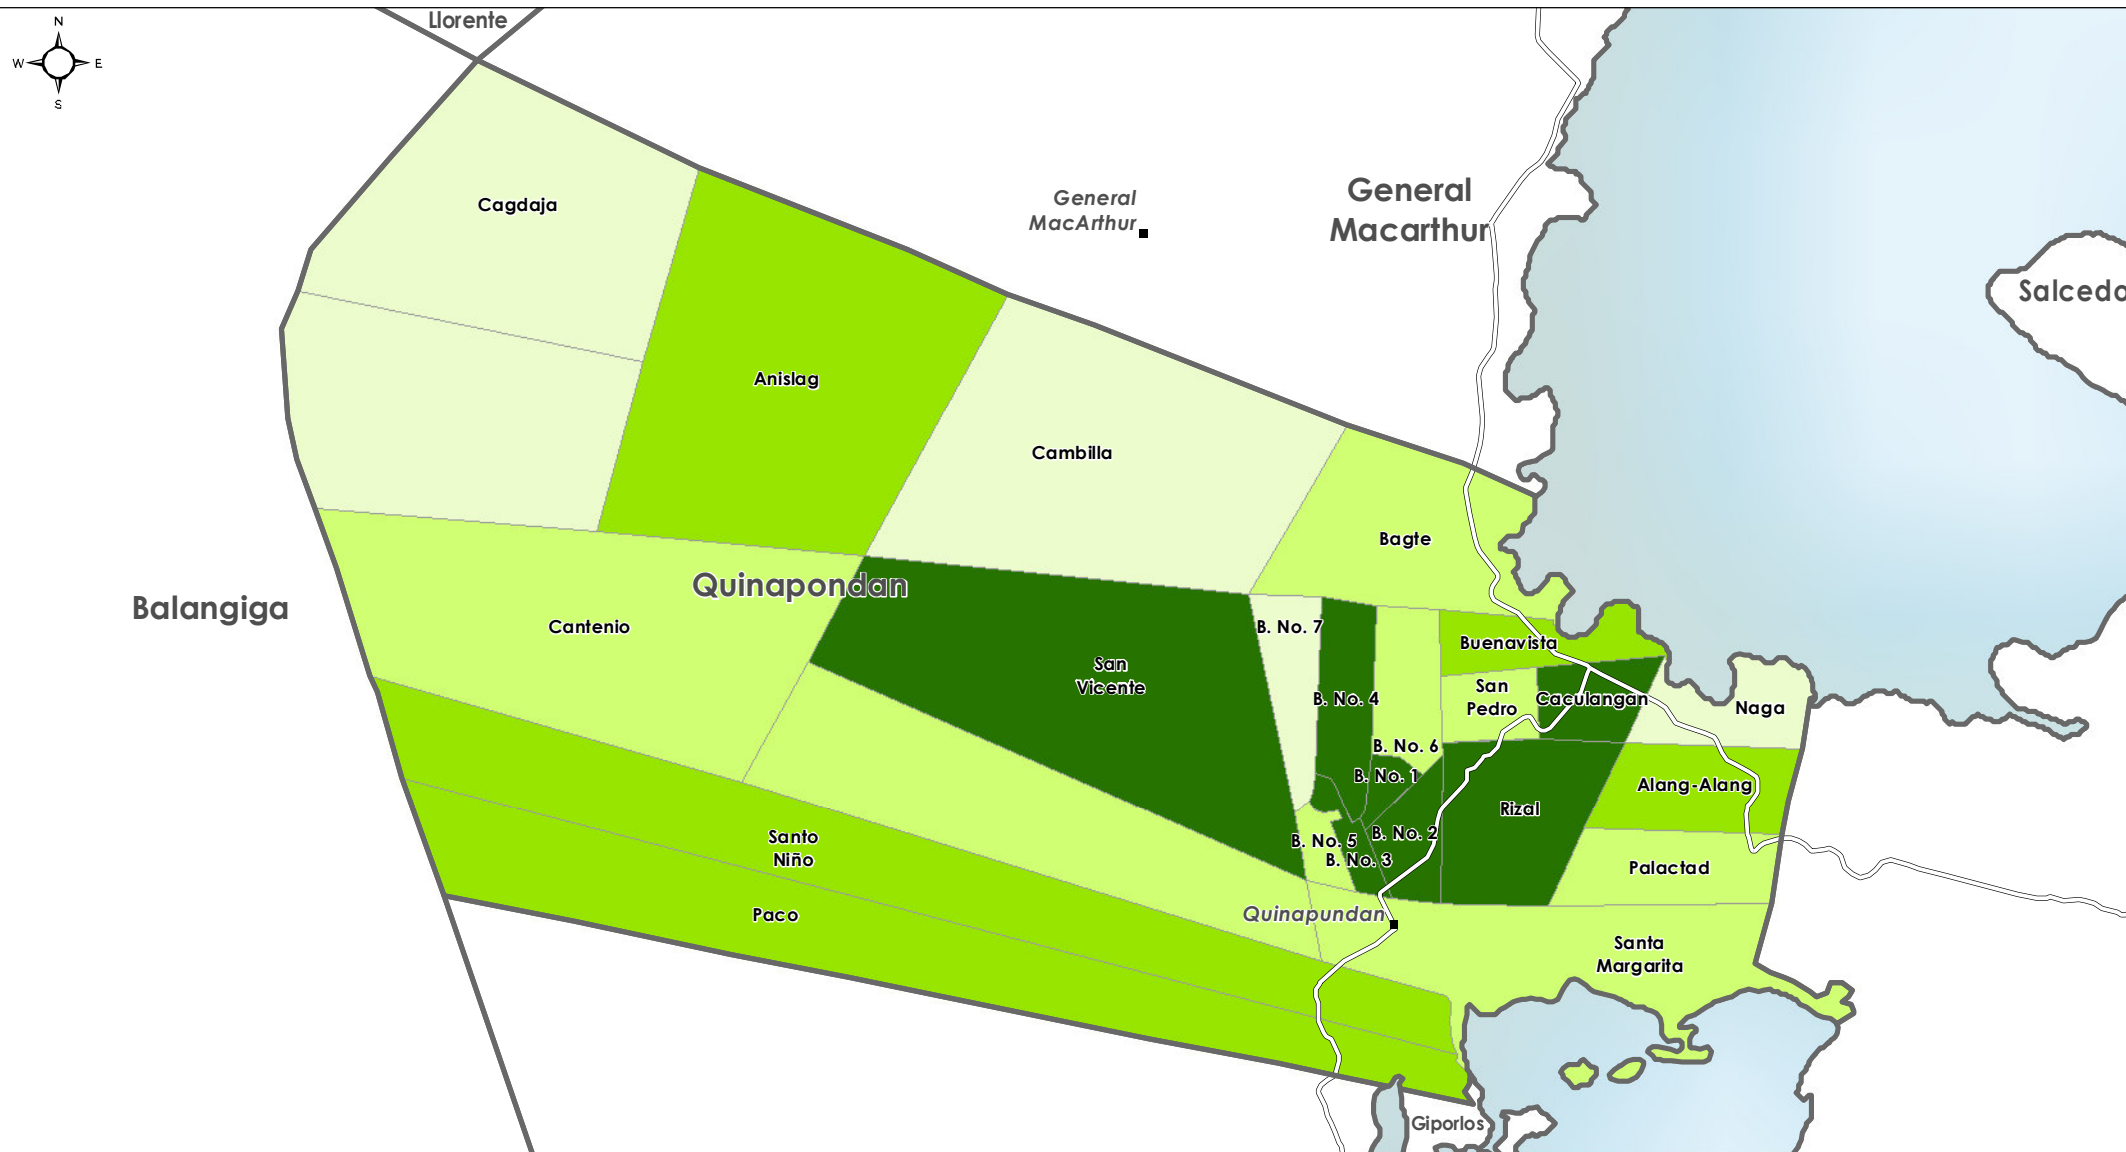 Llorente
N
W
E
S
General
Macarthur
Cagdaja
General
MacArthur
Salcedo
Anislag
Cambilla
Bagte
Quinapondan
Balangiga
Cantenio
B. No. 7
Buenavista
San
Vicente
San
Pedro
B. No. 4
Caculangan
Naga
B. No. 6
B. No. 1
Alang-Alang
Rizal
Santo
Niño
B. No. 2
B. No. 5
B. No. 3
Palactad
Paco
Quinapundan
Santa
Margarita
Giporlos